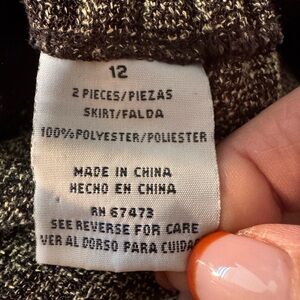 12
2 PIECES/PIEZAS
SKIRT/FALDA
100% POLYESTER/POLIESTER
MADE IN CHINA
HECHO EN CHINA
RN 67473
SEE REVERSE FOR CARE
VER AL DORSO PARA